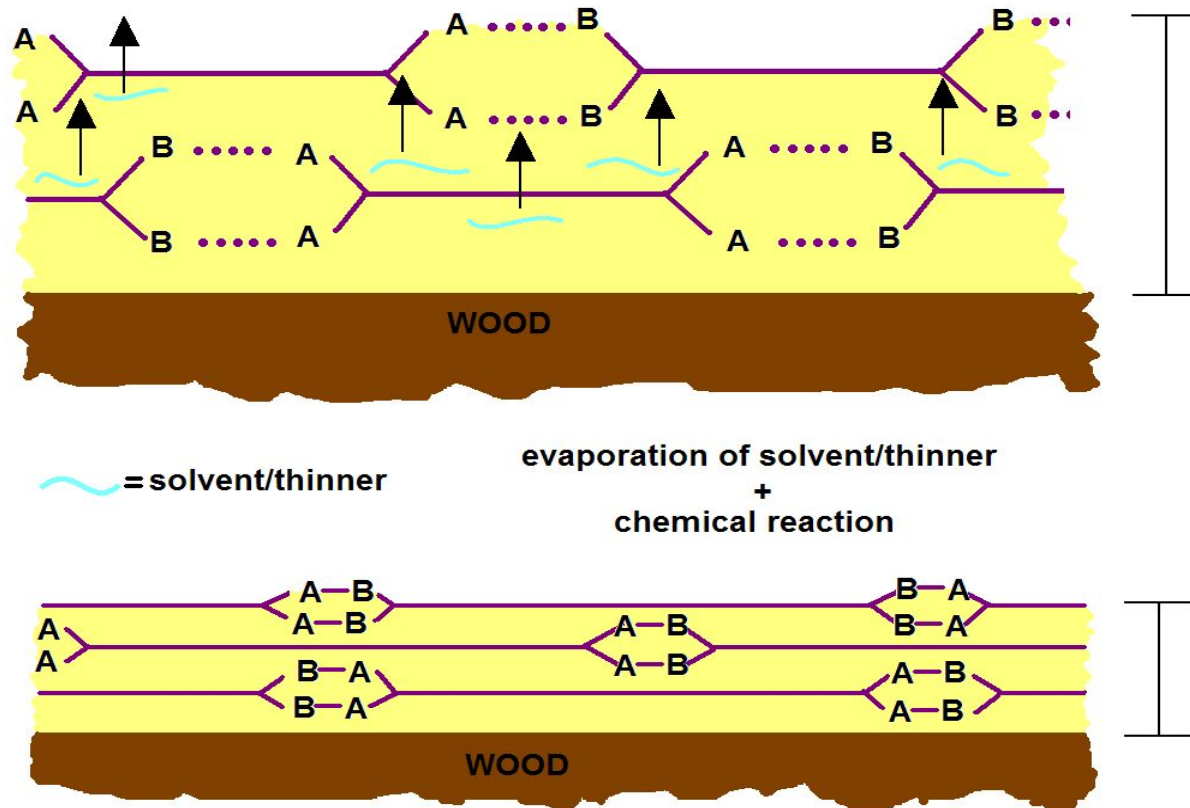 A A B B
A A B B
B A A B
B A A B
WOOD
= solvent/thinner
evaporation of solvent/thinner
+
chemical reaction
A B B A
A A B B A
A B
A A B
B A A B
B A A B
WOOD